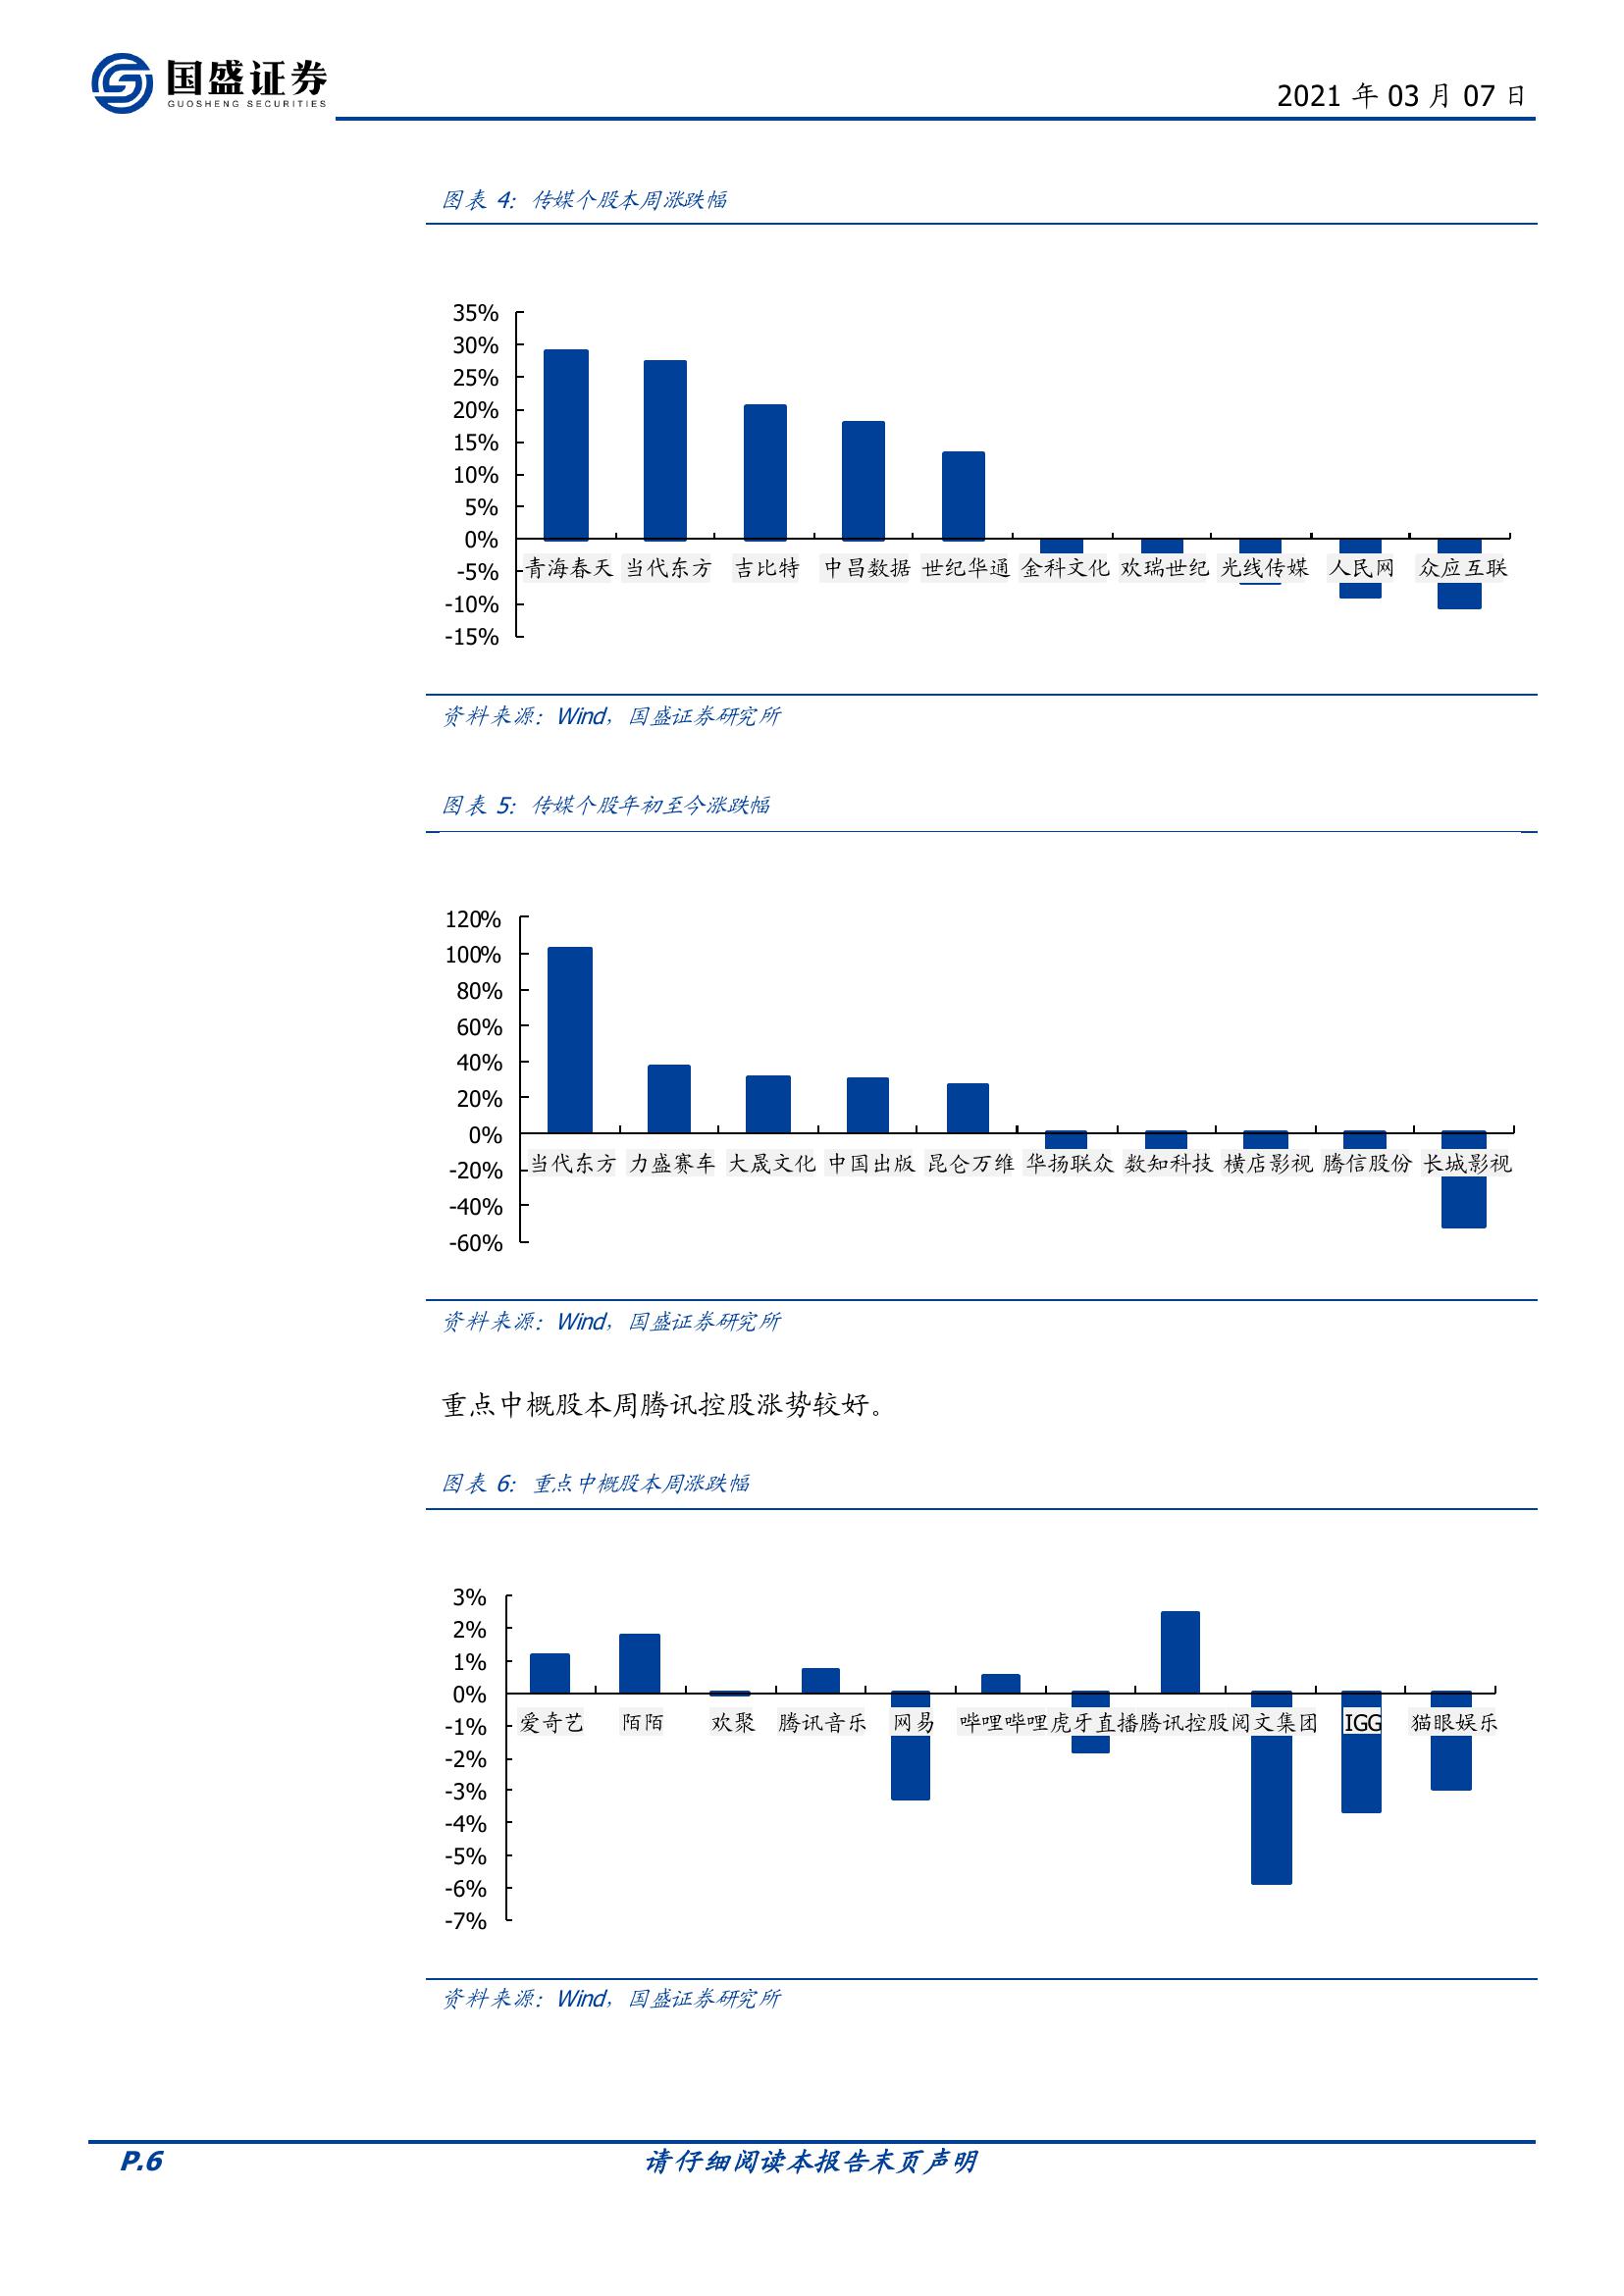 国盛证券
GUOSHENG SECURITIES
2021 年 03 月 07 日
图表 4：传媒个股本周涨跌幅
35%
30%
25%
20%
15%
10%
5%
0%
-5%
-10%
-15%
青海春天 当代东方 吉比特 中昌数据 世纪华通 金科文化 欢瑞世纪 光线传媒 人民网 众应互联
资料来源：Wind，国盛证券研究所
图表 5：传媒个股年初至今涨跌幅
120%
100%
80%
60%
40%
20%
0%
-20%
-40%
-60%
当代东方 力盛赛车 大晟文化 中国出版 昆仑万维 华扬联众 数知科技 横店影视 腾信股份 长城影视
资料来源：Wind，国盛证券研究所
重点中概股本周腾讯控股涨势较好。
图表 6：重点中概股本周涨跌幅
3%
2%
1%
0%
-1%
-2%
-3%
-4%
-5%
-6%
-7%
爱奇艺 陌陌 欢聚 腾讯音乐 网易 哔哩哔哩 虎牙直播 腾讯控股 阅文集团 IGG 猫眼娱乐
资料来源：Wind，国盛证券研究所
P.6 请仔细阅读本报告末页声明